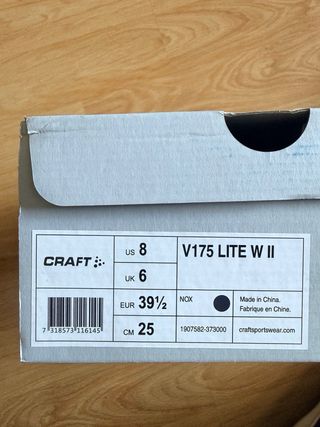 CRAFT
US 8
UK 6
EUR 39½
CM 25
V175 LITE W II
NOX
Made in China.
Fabriqué en Chine.
1907582-373000
craftsportswear.com
7 318573 116145